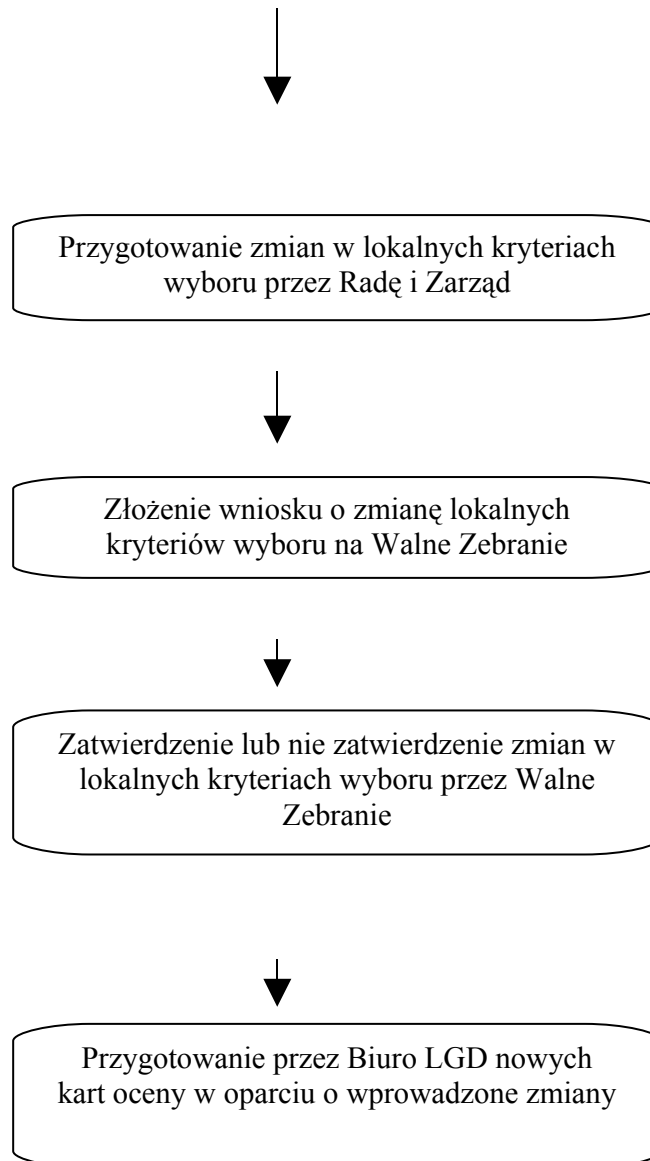 Przygotowanie zmian w lokalnych kryteriach
wyboru przez Radę i Zarząd
Złożenie wniosku o zmianę lokalnych
kryteriów wyboru na Walne Zebranie
Zatwierdzenie lub nie zatwierdzenie zmian w
lokalnych kryteriach wyboru przez Walne
Zebranie
Przygotowanie przez Biuro LGD nowych
kart oceny w oparciu o wprowadzone zmiany